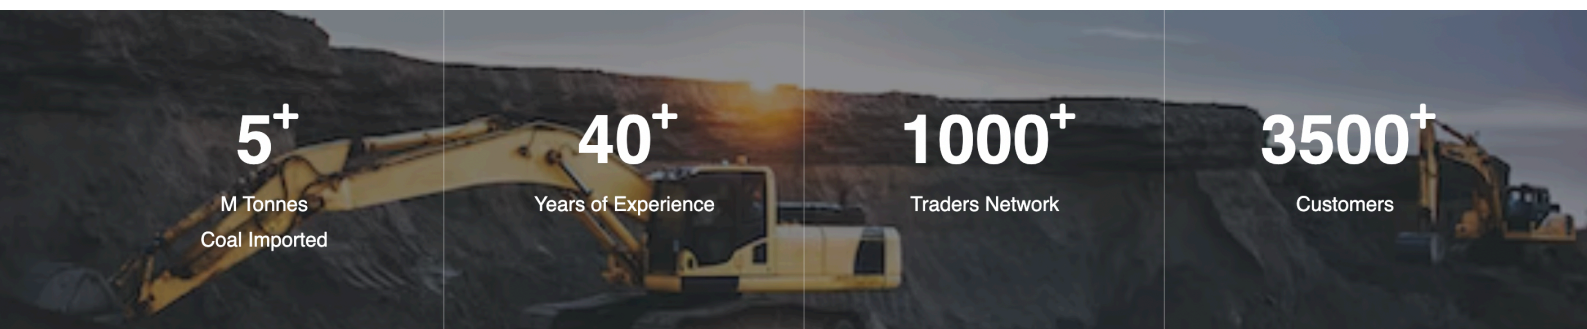 5+
M Tonnes
Coal Imported
40+
Years of Experience
1000+
Traders Network
3500+
Customers